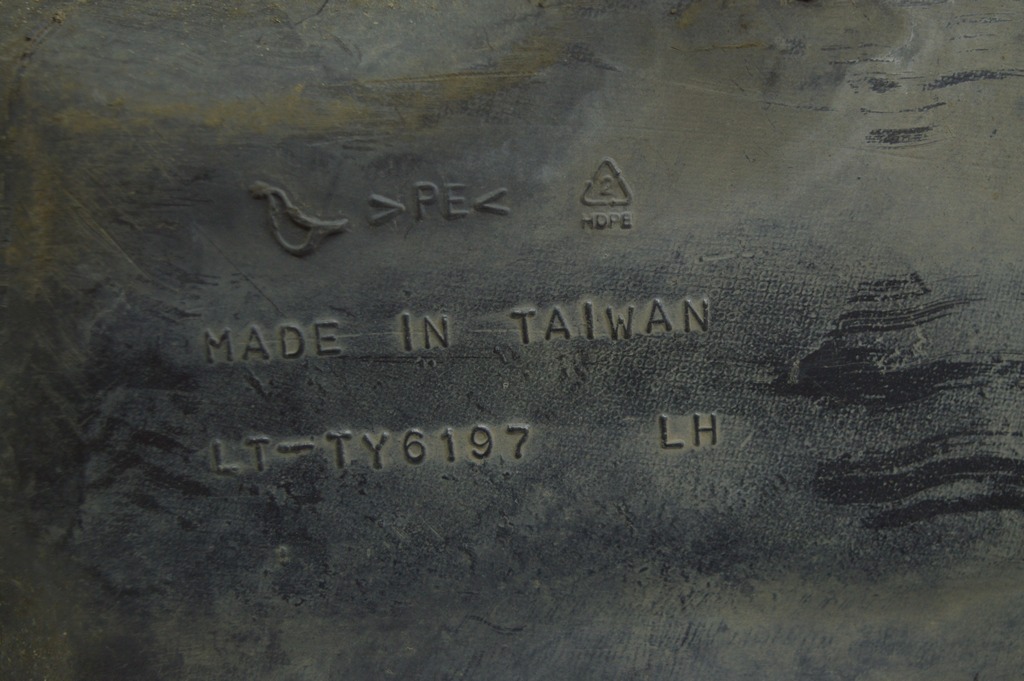 >PE< 2
HDPE
MADE IN TAIWAN
LT-TY6197 LH